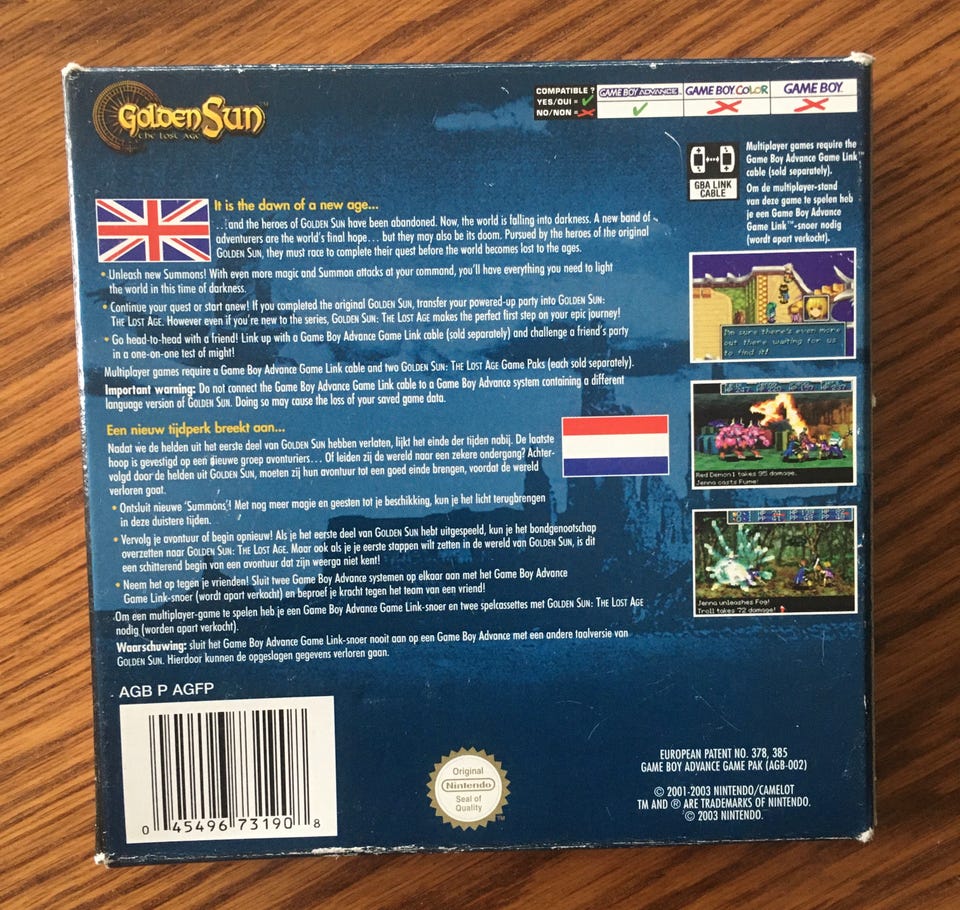 GOLDEN SUN™
THE LOST AGE
COMPATIBLE ?
YES/OUI = ✓
NO/NON = ✗
GAME BOY ADVANCE™
GAME BOY COLOR
GAME BOY™
GBA LINK
CABLE
Multiplayer games require the
Game Boy Advance Game Link™
cable (sold separately).
Om de multiplayer-stand
van deze game te spelen heb
je een Game Boy Advance
Game Link™-snoer nodig
(wordt apart verkocht).
It is the dawn of a new age...
...and the heroes of GOLDEN SUN have been abandoned. Now, the world is falling into darkness. A new band of
adventurers are the world's final hope... but they may also be its doom. Pursued by the heroes of the original
GOLDEN SUN, they must race to complete their quest before the world becomes lost to the ages.
• Unleash new Summons! With even more magic and Summon attacks at your command, you'll have everything you need to light
the world in this time of darkness.
• Continue your quest or start anew! If you completed the original GOLDEN SUN, transfer your powered-up party into GOLDEN SUN:
THE LOST AGE. However even if you're new to the series, GOLDEN SUN: THE LOST AGE makes the perfect first step on your epic journey!
• Go head-to-head with a friend! Link up with a Game Boy Advance Game Link cable (sold separately) and challenge a friend's party
in a one-on-one test of might!
Multiplayer games require a Game Boy Advance Game Link cable and two GOLDEN SUN: THE LOST AGE Game Paks (each sold separately).
Important warning: Do not connect the Game Boy Advance Game Link cable to a Game Boy Advance system containing a different
language version of GOLDEN SUN. Doing so may cause the loss of your saved game data.
Een nieuw tijdperk breekt aan...
Nadat we de helden uit het eerste deel van GOLDEN SUN hebben verlaten, lijkt het einde der tijden nabij. De laatste
hoop is gevestigd op een nieuwe groep avonturiers... Of leiden zij de wereld naar een zekere ondergang? Achter-
volgd door de helden uit GOLDEN SUN, moeten zij hun avontuur tot een goed einde brengen, voordat de wereld
verloren gaat.
• Ontsluit nieuwe 'Summons'! Met nog meer magie en geesten tot je beschikking, kun je het licht terugbrengen
in deze duistere tijden.
• Vervolg je avontuur of begin opnieuw! Als je het eerste deel van GOLDEN SUN hebt uitgespeeld, kun je het bondgenootschap
overzetten naar GOLDEN SUN: THE LOST AGE. Maar ook als je je eerste stappen wilt zetten in de wereld van GOLDEN SUN, is dit
een schitterend begin van een avontuur dat zijn weerga niet kent!
• Neem het op tegen je vrienden! Sluit twee Game Boy Advance systemen op elkaar aan met het Game Boy Advance
Game Link-snoer (wordt apart verkocht) en beproef je kracht tegen het team van een vriend!
Om een multiplayer-game te spelen heb je een Game Boy Advance Game Link-snoer en twee spelcassettes met GOLDEN SUN: THE LOST AGE
nodig (worden apart verkocht).
Waarschuwing: sluit het Game Boy Advance Game Link-snoer nooit aan op een Game Boy Advance met een andere taalversie van
GOLDEN SUN. Hierdoor kunnen de opgeslagen gegevens verloren gaan.
I'm sure there's even more
out there waiting for us
to find it!
Red Demon1 takes 95 damage.
Jenna casts Fume!
Jenna unleashes Fog!
Troll takes 72 damage!
AGB P AGFP
0 45496 73190 8
Original
Nintendo
Seal of
Quality
TM
EUROPEAN PATENT NO. 378, 385
GAME BOY ADVANCE GAME PAK (AGB-002)
© 2001-2003 NINTENDO/CAMELOT
TM AND ® ARE TRADEMARKS OF NINTENDO.
© 2003 NINTENDO.